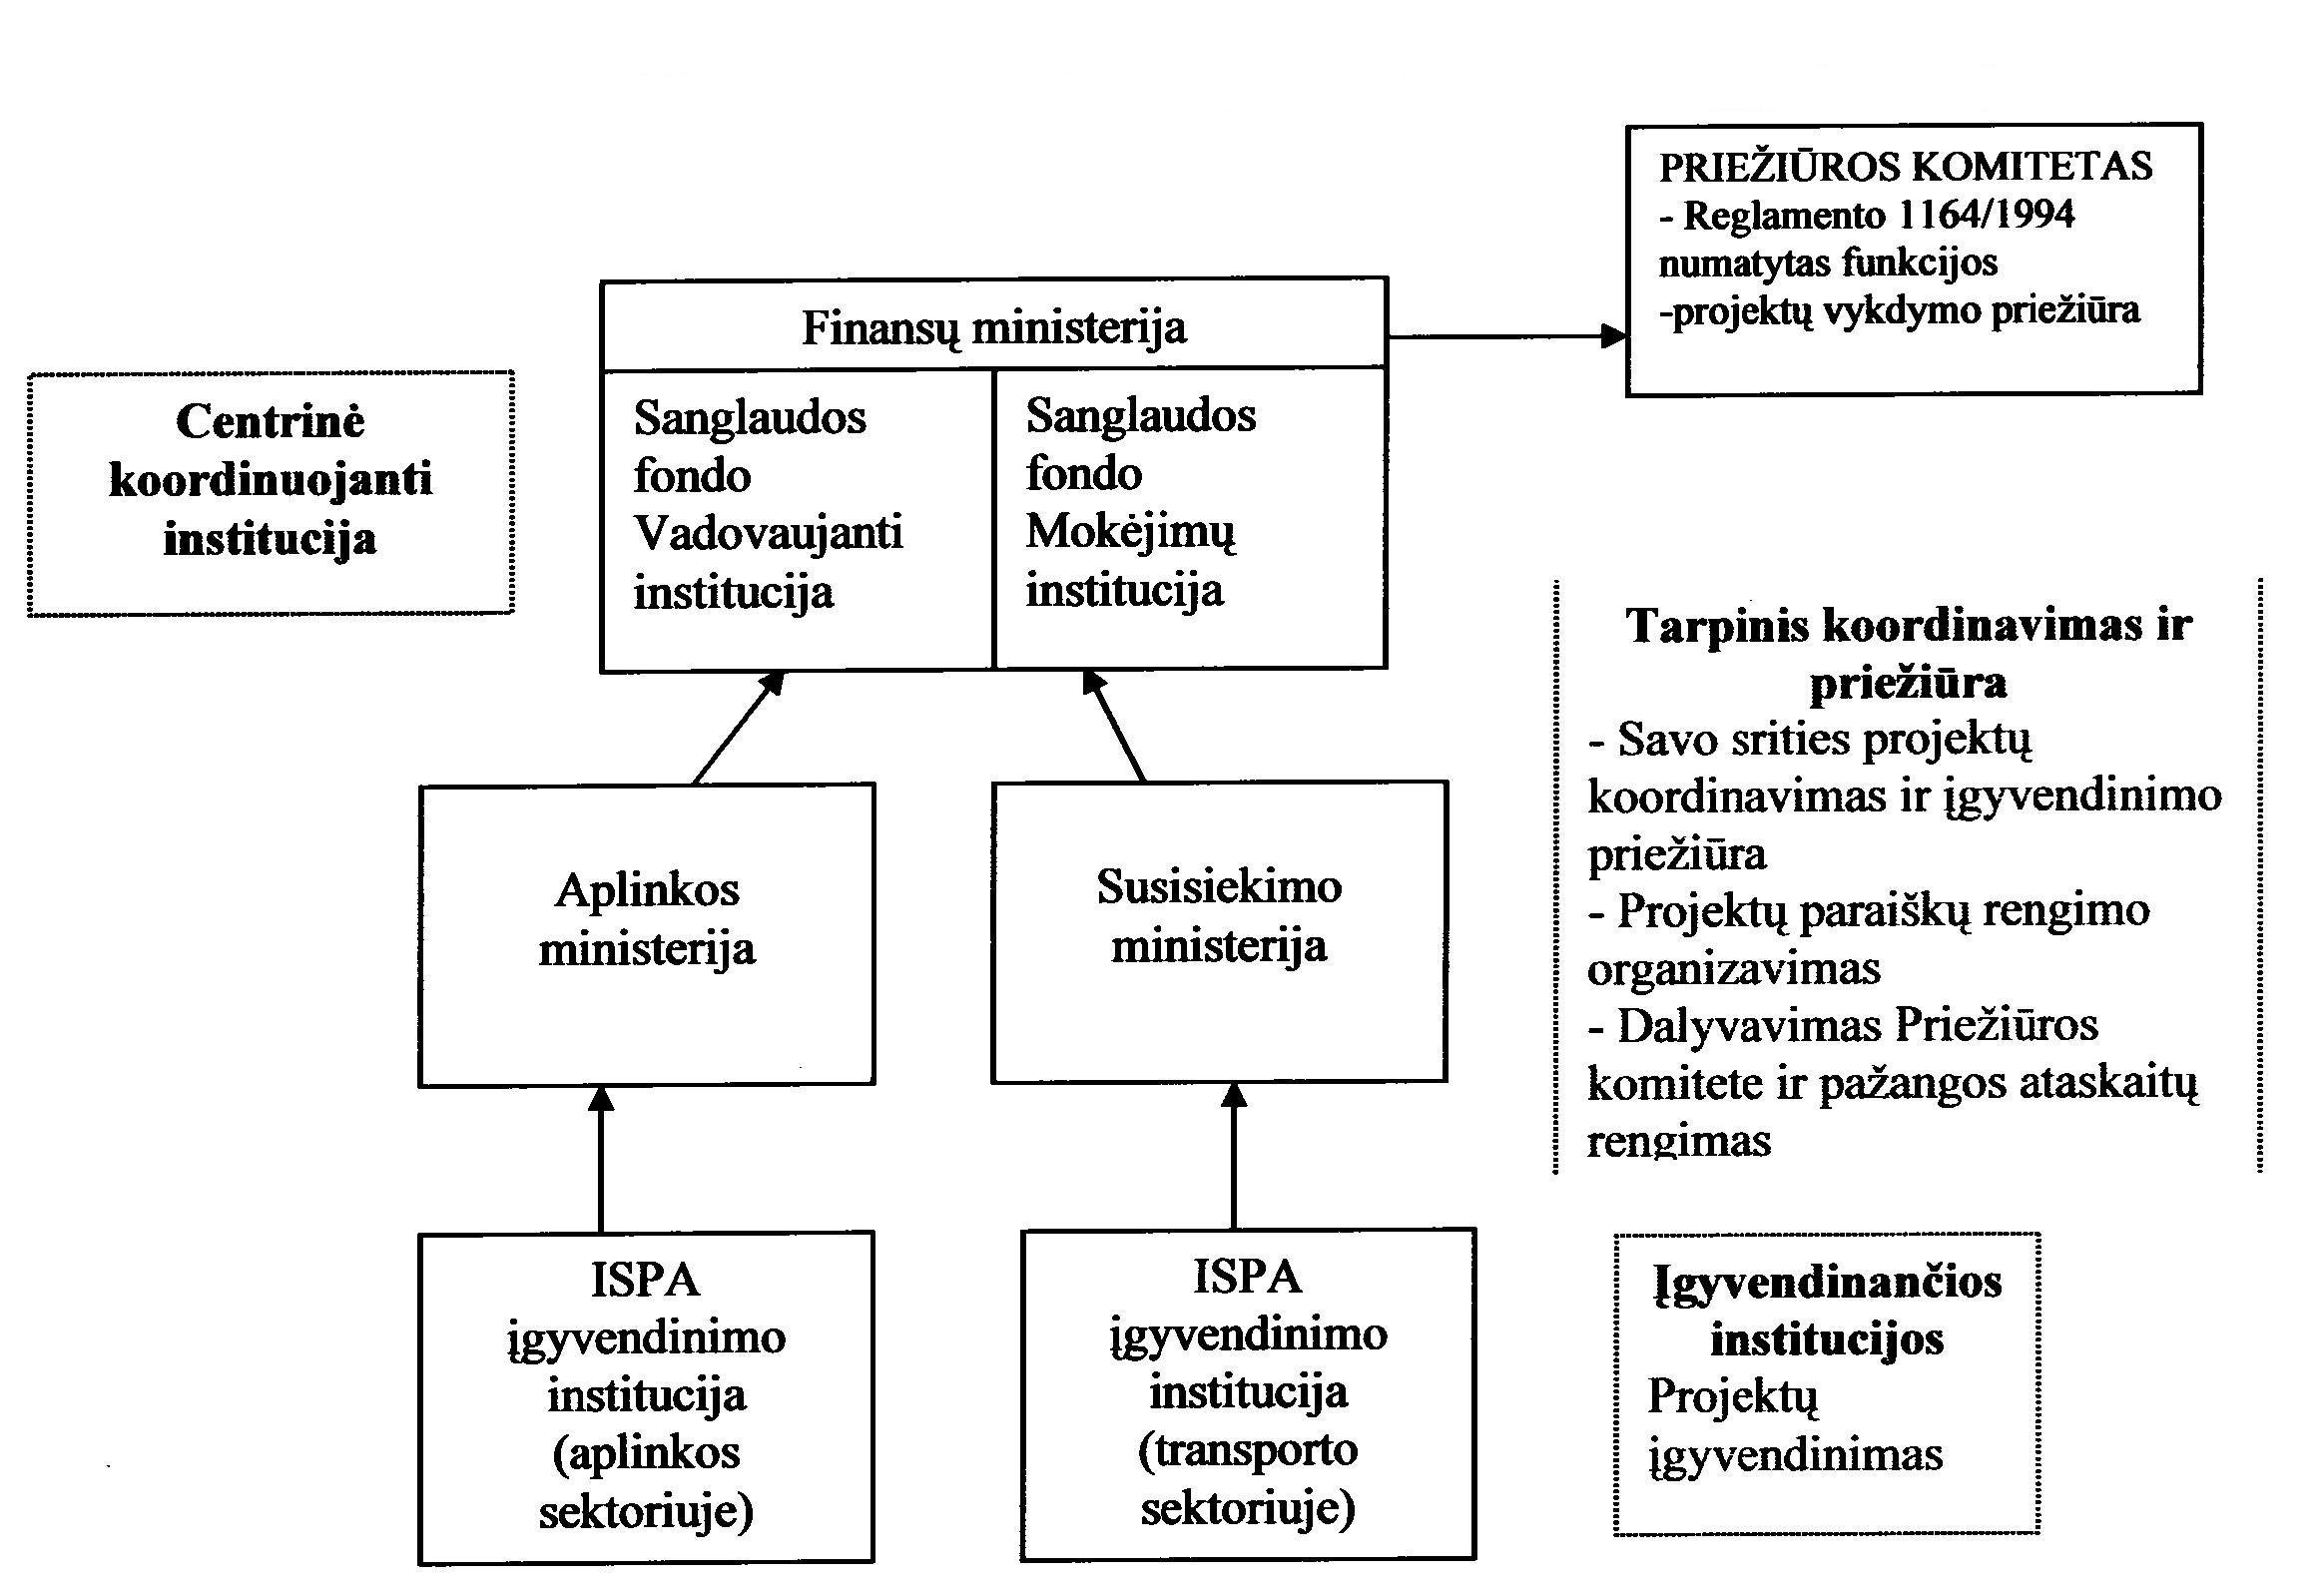 PRIEŽIŪROS KOMITETAS
- Reglamento 1164/1994
numatytas funkcijos
-projektų vykdymo priežiūra
Finansų ministerija
Centrinė
koordinuojanti
institucija
Sanglaudos
fondo
Vadovaujanti
institucija
Sanglaudos
fondo
Mokėjimų
institucija
Tarpinis koordinavimas ir
priežiūra
- Savo srities projektų
koordinavimas ir įgyvendinimo
priežiūra
- Projektų paraiškų rengimo
organizavimas
- Dalyvavimas Priežiūros
komitete ir pažangos ataskaitų
rengimas
Aplinkos
ministerija
Susisiekimo
ministerija
ISPA
įgyvendinimo
institucija
(aplinkos
sektoriuje)
ISPA
įgyvendinimo
institucija
(transporto
sektoriuje)
Įgyvendinančios
institucijos
Projektų
įgyvendinimas